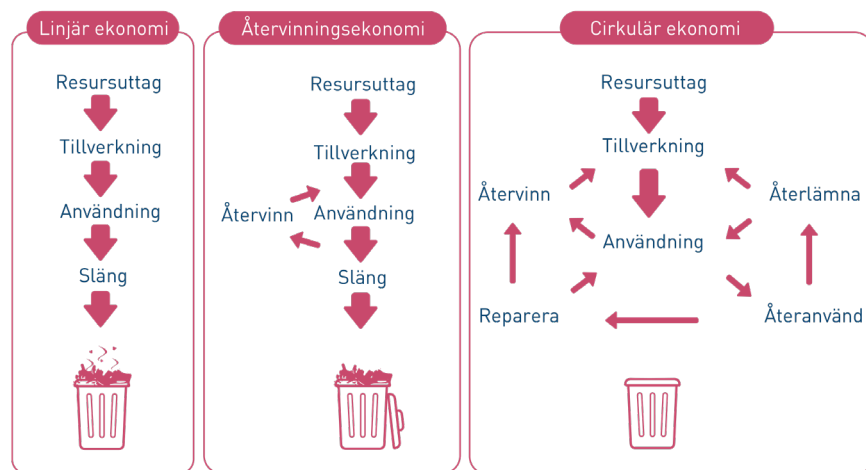 Linjär ekonomi
Resursuttag
Tillverkning
Användning
Släng
Återvinningsekonomi
Resursuttag
Tillverkning
Återvinn
Användning
Släng
Cirkulär ekonomi
Resursuttag
Tillverkning
Återvinn
Återlämna
Användning
Reparera
Återanvänd